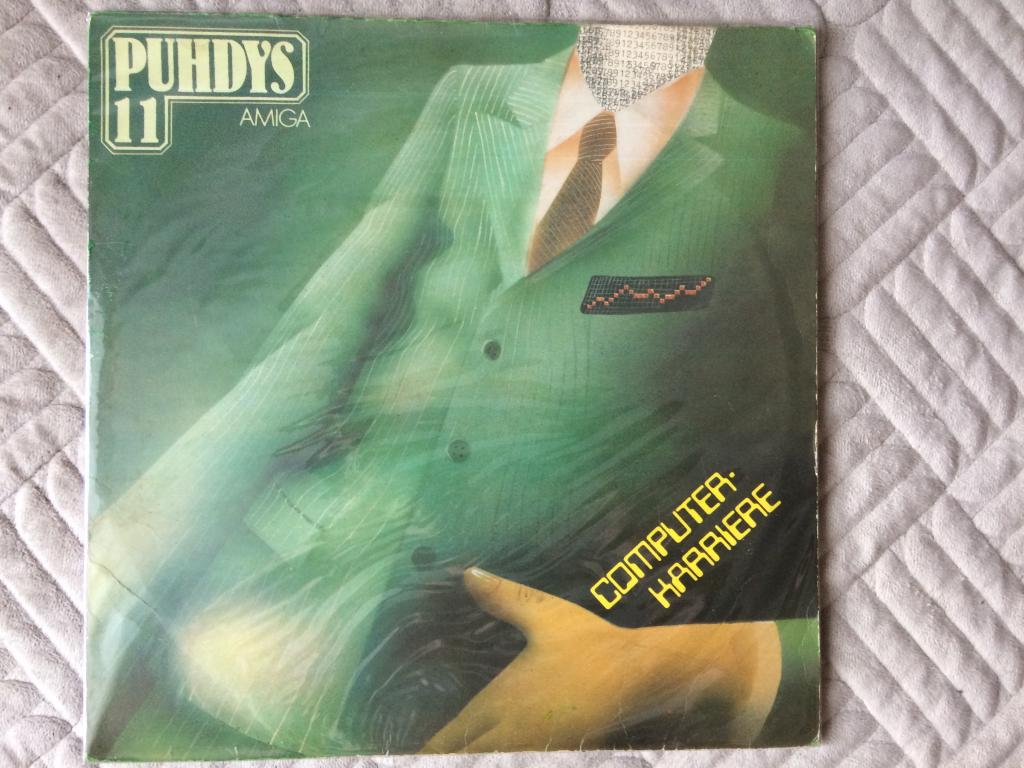 PUHDYS
11
AMIGA
COMPUTER-
KARRIERE